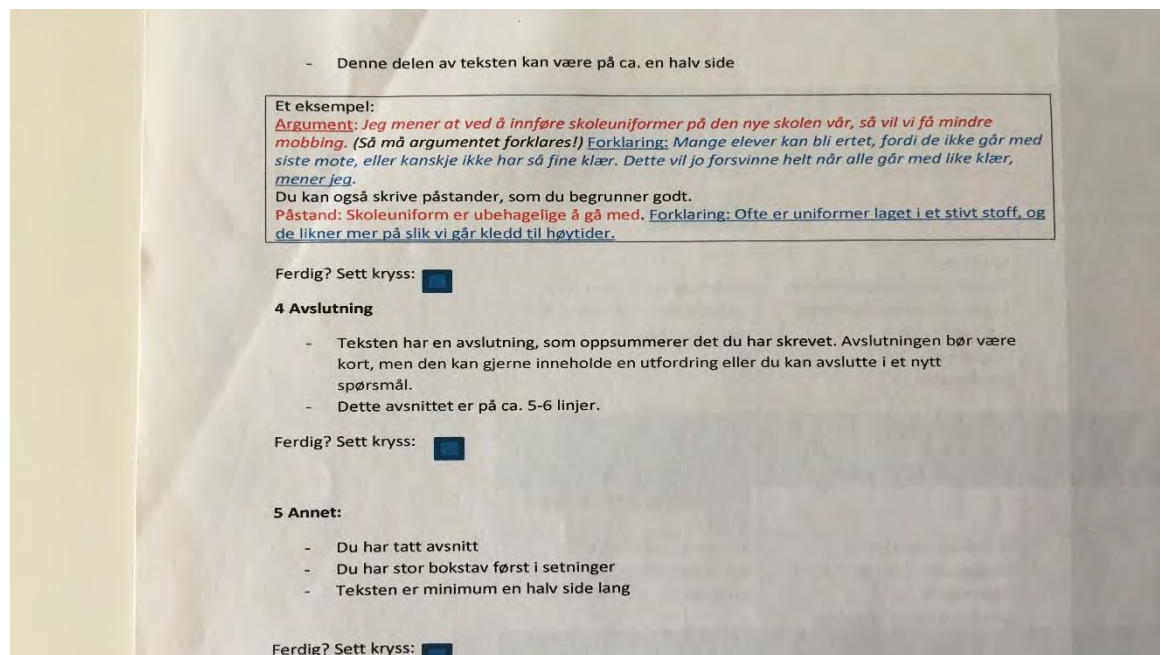 - Denne delen av teksten kan være på ca. en halv side
Et eksempel:
Argument: Jeg mener at ved å innføre skoleuniformer på den nye skolen vår, så vil vi få mindre
mobbing. (Så må argumentet forklares!) Forklaring: Mange elever kan bli ertet, fordi de ikke går med
siste mote, eller kanskje ikke har så fine klær. Dette vil jo forsvinne helt når alle går med like klær,
mener jeg.
Du kan også skrive påstander, som du begrunner godt.
Påstand: Skoleuniform er ubehagelige å gå med. Forklaring: Ofte er uniformer laget i et stivt stoff, og
de likner mer på slik vi går kledd til høytider.
Ferdig? Sett kryss:
4 Avslutning
- Teksten har en avslutning, som oppsummerer det du har skrevet. Avslutningen bør være
kort, men den kan gjerne inneholde en utfordring eller du kan avslutte i et nytt
spørsmål.
- Dette avsnittet er på ca. 5-6 linjer.
Ferdig? Sett kryss:
5 Annet:
- Du har tatt avsnitt
- Du har stor bokstav først i setninger
- Teksten er minimum en halv side lang
Ferdig? Sett kryss: